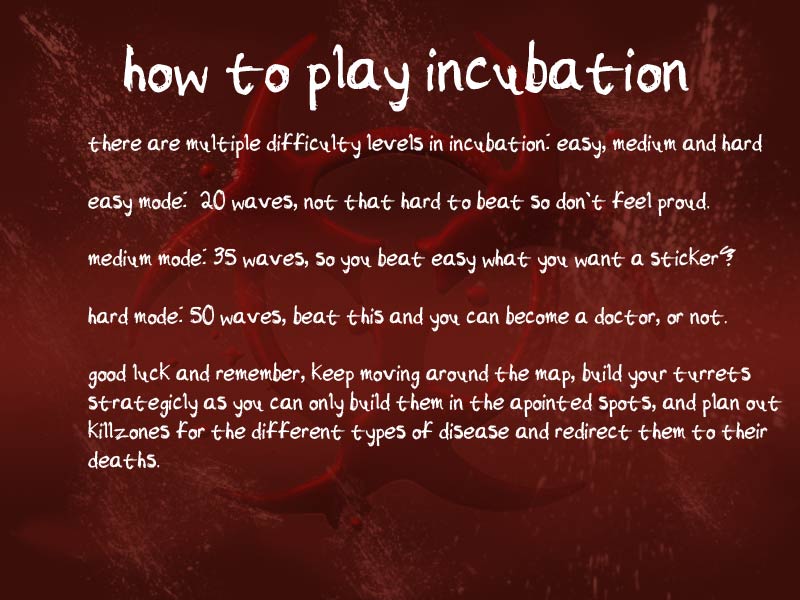 how to play incubation
there are multiple difficulty levels in incubation: easy, medium and hard
easy mode: 20 waves, not that hard to beat so don't feel proud.
medium mode: 35 waves, so you beat easy what you want a sticker?
hard mode: 50 waves, beat this and you can become a doctor, or not.
good luck and remember, keep moving around the map, build your turrets
strategicly as you can only build them in the apointed spots, and plan out
killzones for the different types of disease and redirect them to their
deaths.